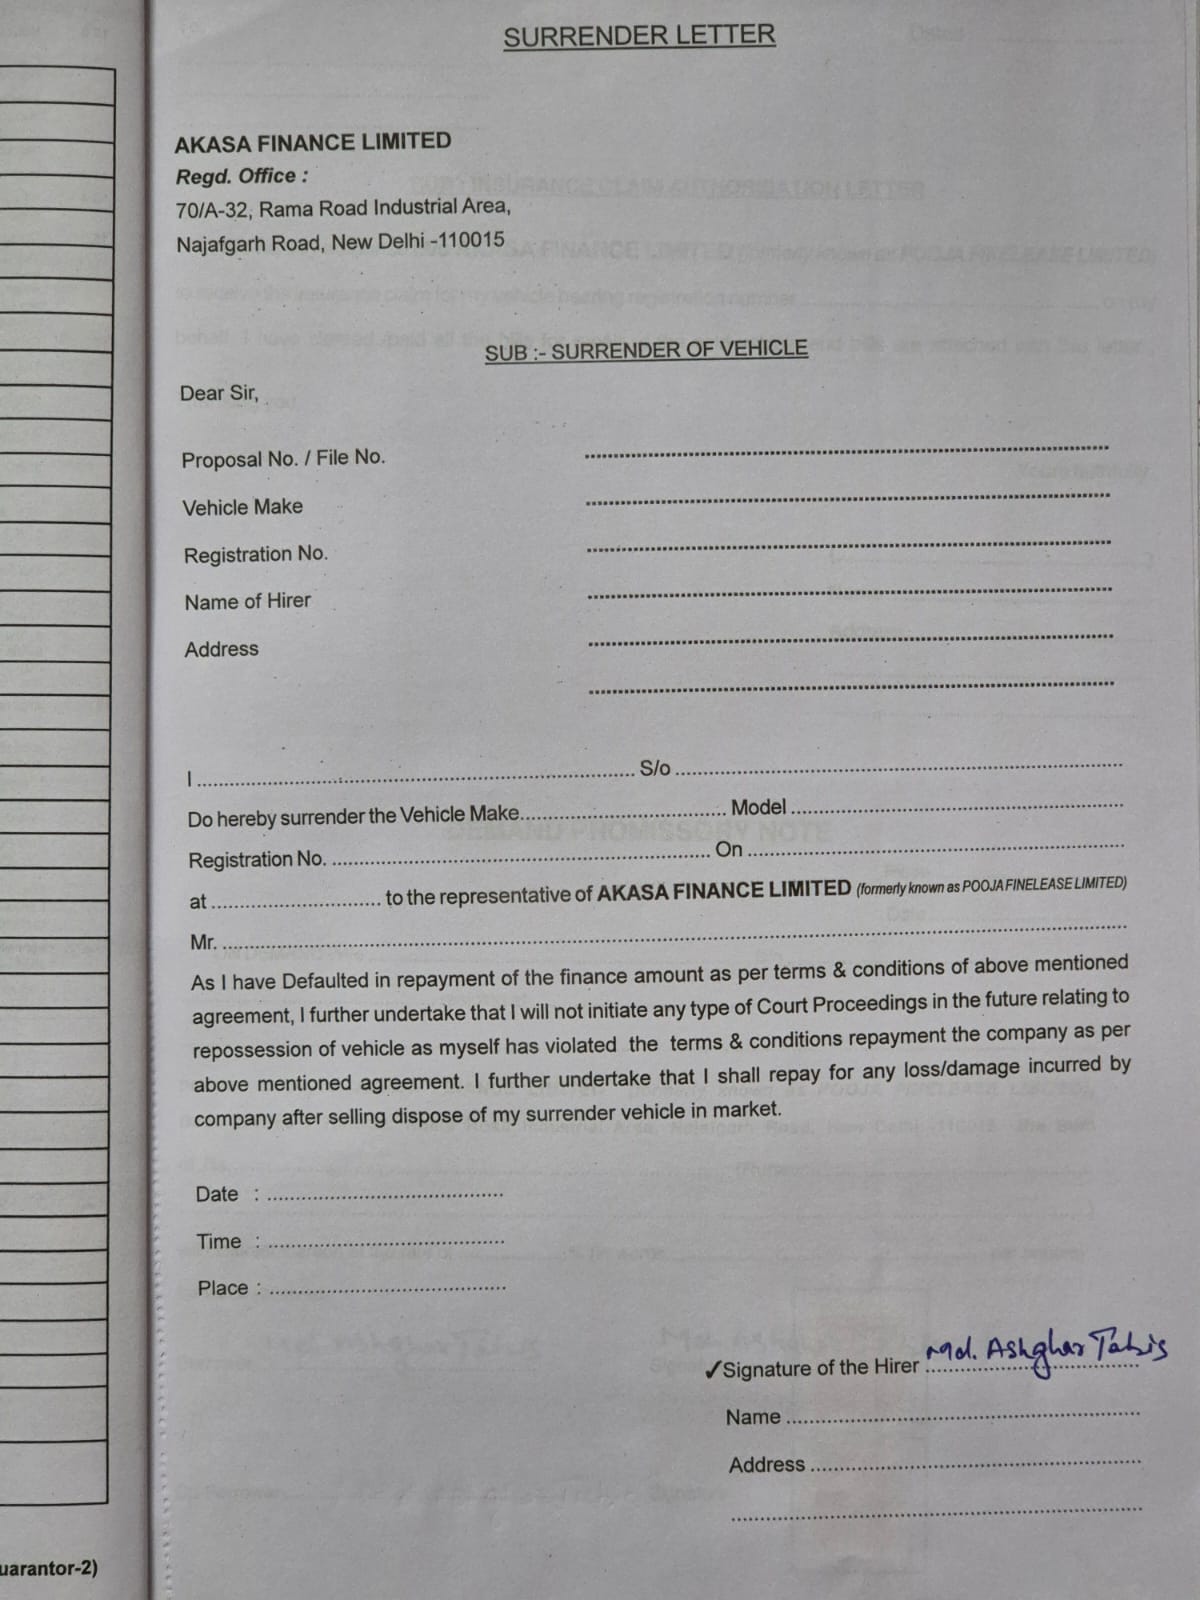 SURRENDER LETTER
AKASA FINANCE LIMITED
Regd. Office :
70/A-32, Rama Road Industrial Area,
Najafgarh Road, New Delhi -110015
SUB :- SURRENDER OF VEHICLE
Dear Sir,
Proposal No. / File No. ........................
Vehicle Make ........................
Registration No. ........................
Name of Hirer ........................
Address ........................
........................
I ........................ S/o ........................
Do hereby surrender the Vehicle Make........................ Model ........................
Registration No. ........................ On ........................
at ........................ to the representative of AKASA FINANCE LIMITED (formerly known as POOJA FINELEASE LIMITED)
Mr. ........................
As I have Defaulted in repayment of the finance amount as per terms & conditions of above mentioned
agreement, I further undertake that I will not initiate any type of Court Proceedings in the future relating to
repossession of vehicle as myself has violated the terms & conditions repayment the company as per
above mentioned agreement. I further undertake that I shall repay for any loss/damage incurred by
company after selling dispose of my surrender vehicle in market.
Date : ........................
Time : ........................
Place : ........................
✓Signature of the Hirer Md. Ashghar Tabis
Name ........................
Address ........................
........................
uarantor-2)